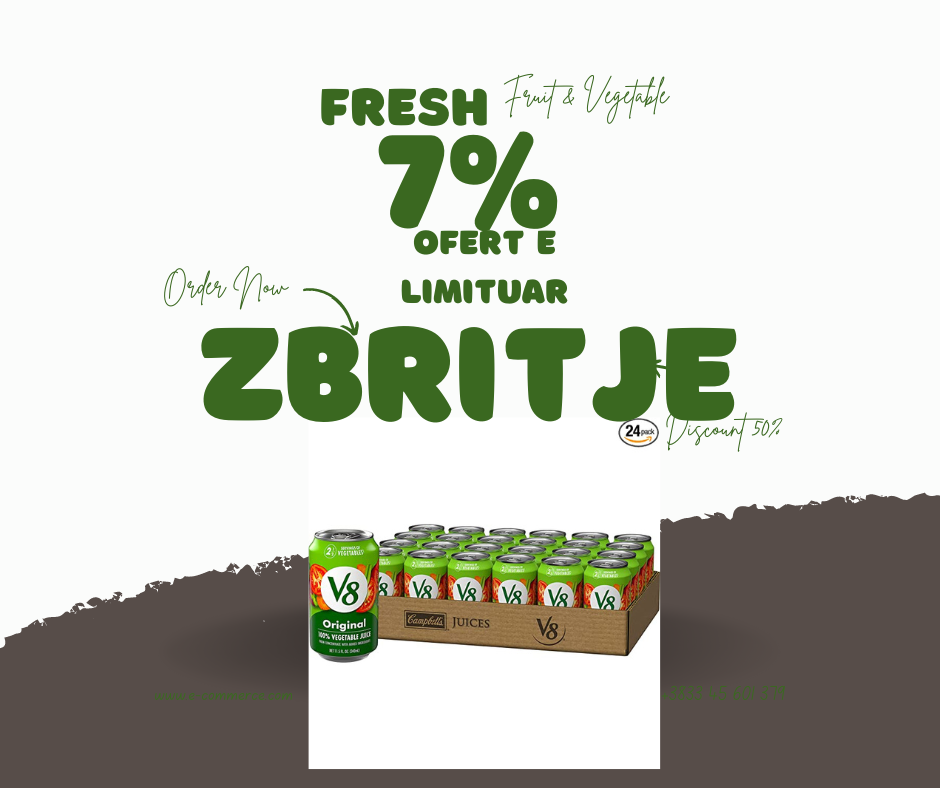 FRESH Fruit & Vegetable
7%
OFERT E
LIMITUAR
Order Now
ZBRITJE
24 pack
Discount 50%
V8
Original
100% VEGETABLE JUICE
Campbell's JUICES V8